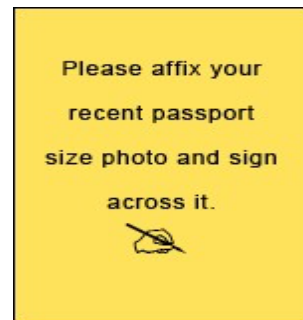 Please affix your
recent passport
size photo and sign
across it.